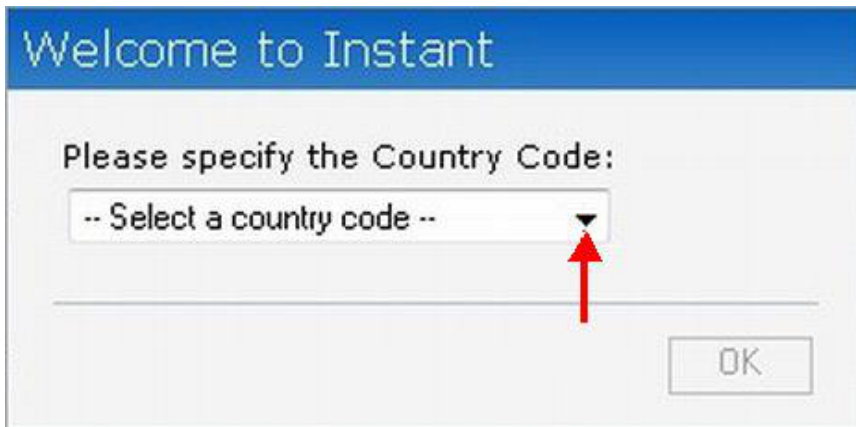 Welcome to Instant
Please specify the Country Code:
-- Select a country code --
OK